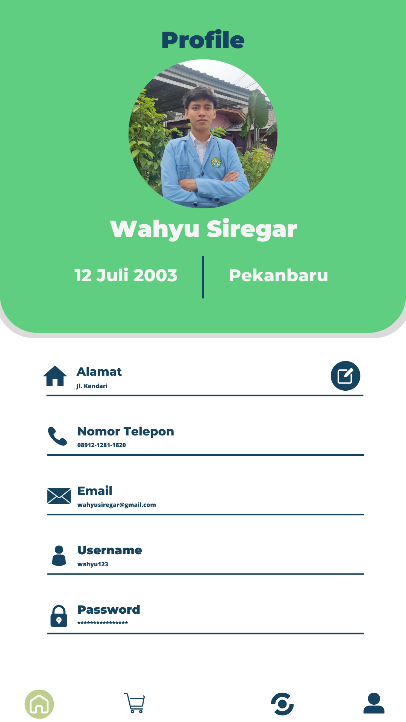 Profile
Wahyu Siregar
12 Juli 2003
Pekanbaru
Alamat
Jl. Kendari
Nomor Telepon
08912-1281-1820
Email
wahyusiregar@gmail.com
Username
wahyu123
Password
****************